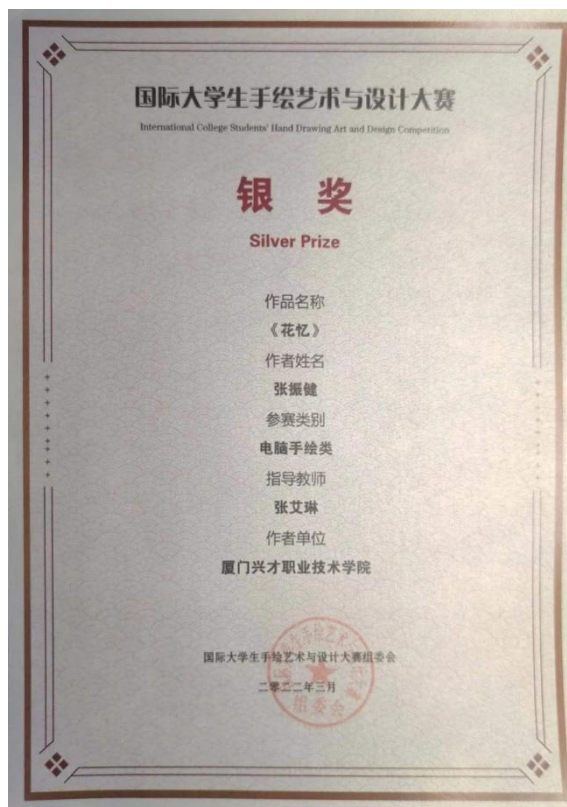 国际大学生手绘艺术与设计大赛
International College Students' Hand Drawing Art and Design Competition
银 奖
Silver Prize
作品名称
《花忆》
作者姓名
张振健
参赛类别
电脑手绘类
指导教师
张艾琳
作者单位
厦门兴才职业技术学院
国际大学生手绘艺术与设计大赛组委会
二零二二年三月
组委会